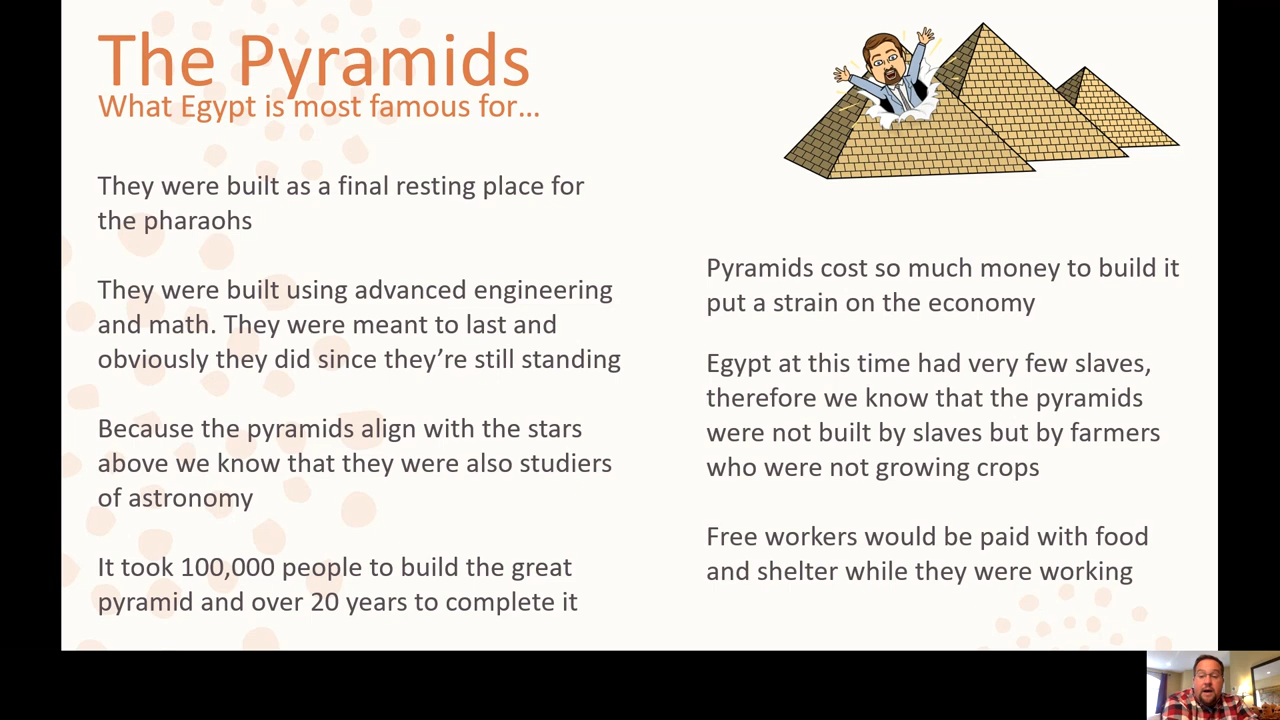 The Pyramids
What Egypt is most famous for…
They were built as a final resting place for
the pharaohs
They were built using advanced engineering
and math. They were meant to last and
obviously they did since they’re still standing
Because the pyramids align with the stars
above we know that they were also studiers
of astronomy
It took 100,000 people to build the great
pyramid and over 20 years to complete it
Pyramids cost so much money to build it
put a strain on the economy
Egypt at this time had very few slaves,
therefore we know that the pyramids
were not built by slaves but by farmers
who were not growing crops
Free workers would be paid with food
and shelter while they were working